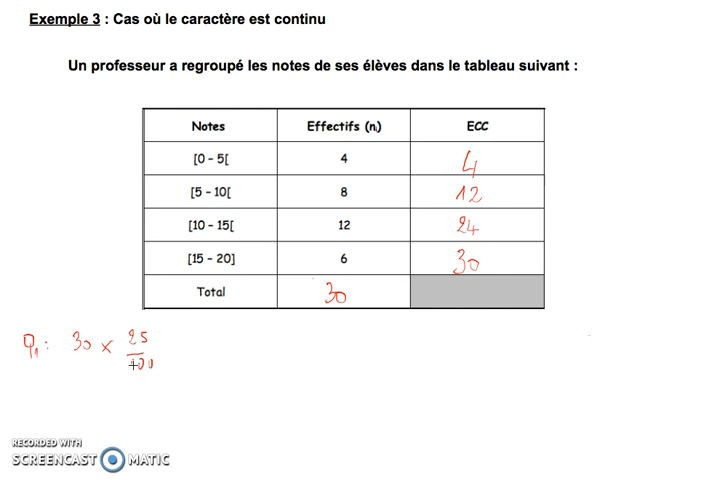 Exemple 3 : Cas où le caractère est continu
Un professeur a regroupé les notes de ses élèves dans le tableau suivant :
Notes Effectifs (nᵢ) ECC
[0 – 5[ 4 4
[5 – 10[ 8 12
[10 – 15[ 12 24
[15 – 20] 6 30
Total 30
Q₁ : 30 × 25/100
RECORDED WITH
SCREENCAST MATIC